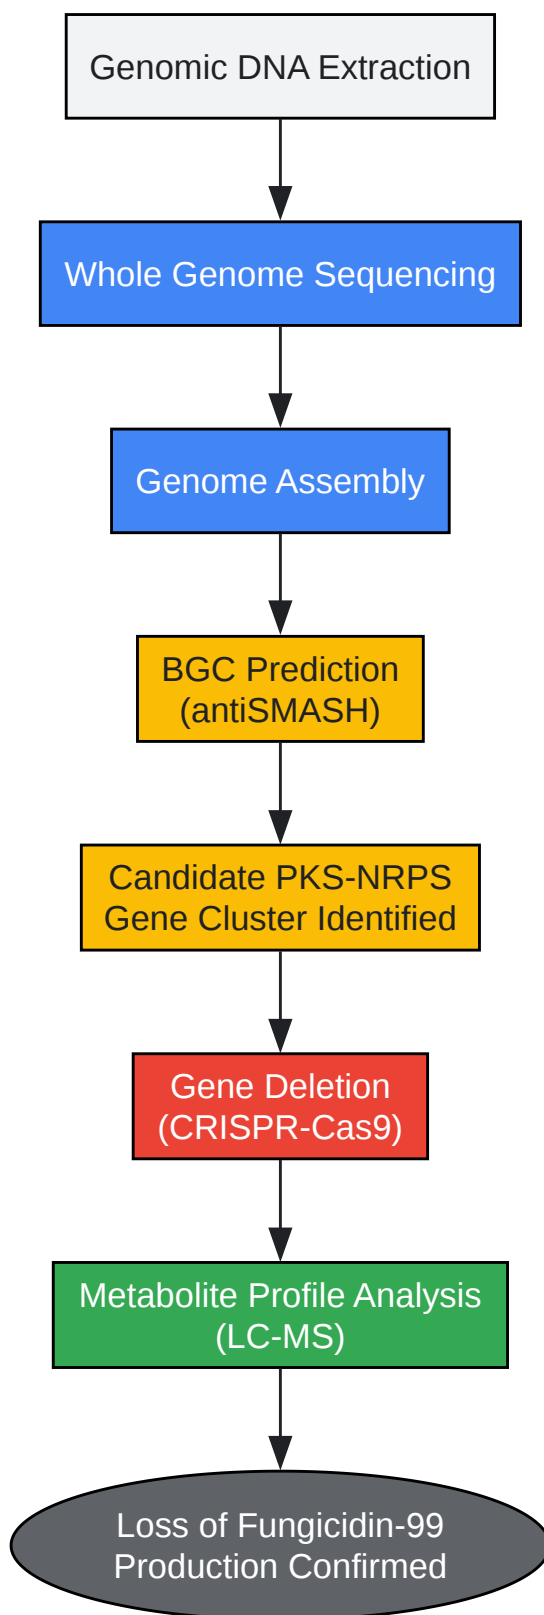 Genomic DNA Extraction
Whole Genome Sequencing
Genome Assembly
BGC Prediction
(antiSMASH)
Candidate PKS-NRPS
Gene Cluster Identified
Gene Deletion
(CRISPR-Cas9)
Metabolite Profile Analysis
(LC-MS)
Loss of Fungicidin-99
Production Confirmed